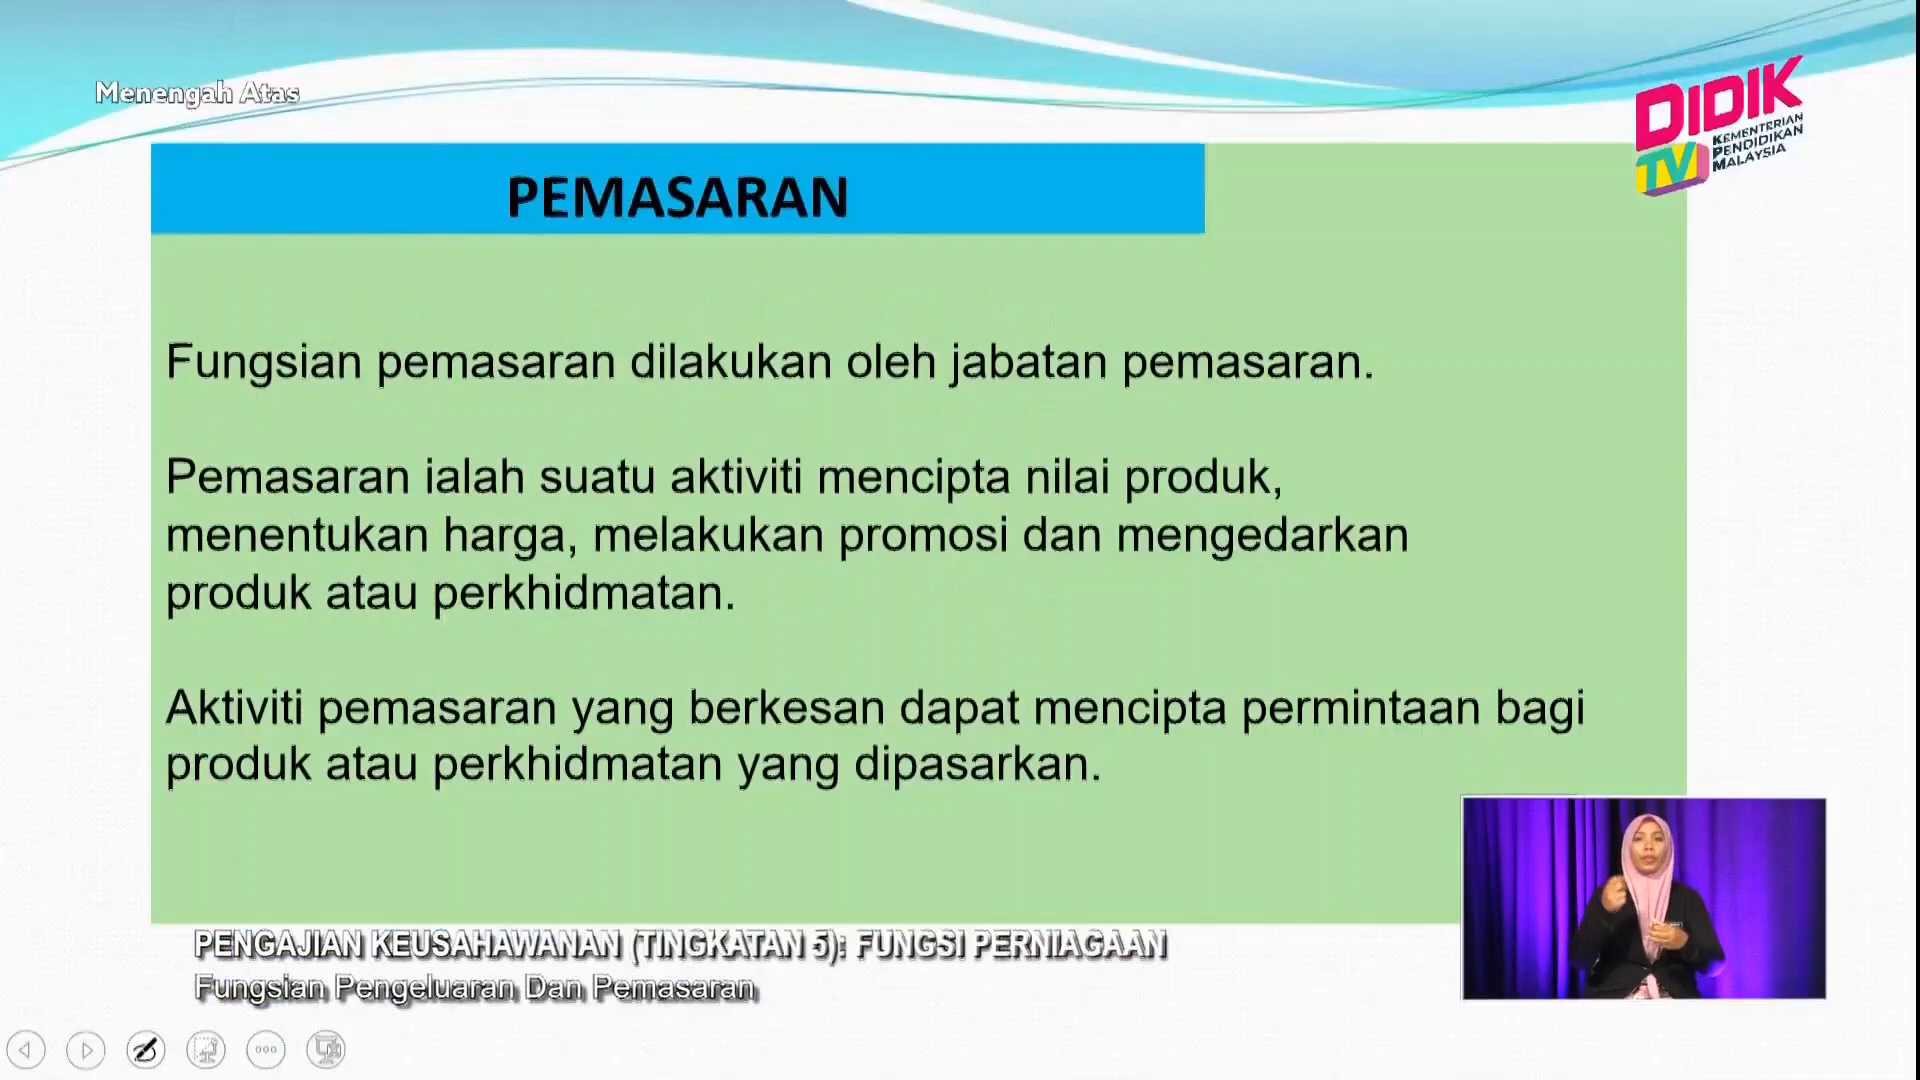 Menengah Atas
DIDIK
TV
KEMENTERIAN
PENDIDIKAN
MALAYSIA
PEMASARAN
Fungsian pemasaran dilakukan oleh jabatan pemasaran.
Pemasaran ialah suatu aktiviti mencipta nilai produk,
menentukan harga, melakukan promosi dan mengedarkan
produk atau perkhidmatan.
Aktiviti pemasaran yang berkesan dapat mencipta permintaan bagi
produk atau perkhidmatan yang dipasarkan.
PENGAJIAN KEUSAHAWANAN (TINGKATAN 5): FUNGSI PERNIAGAAN
Fungsian Pengeluaran Dan Pemasaran